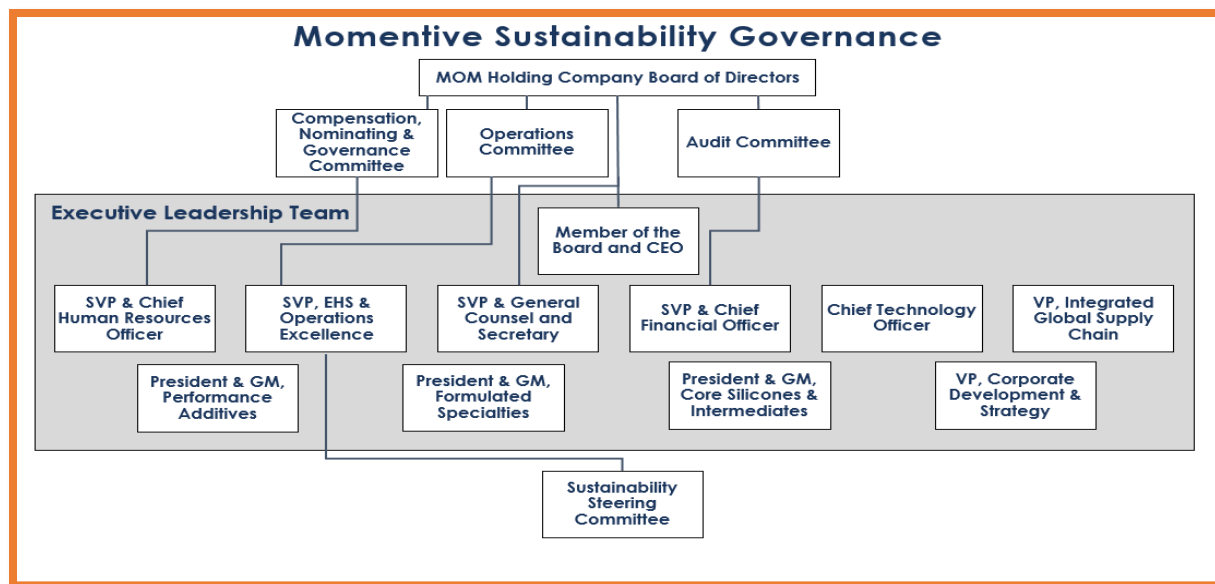 Momentive Sustainability Governance
MOM Holding Company Board of Directors
Compensation,
Nominating &
Governance
Committee
Operations
Committee
Audit Committee
Executive Leadership Team
Member of the
Board and CEO
SVP & Chief
Human Resources
Officer
SVP, EHS &
Operations
Excellence
SVP & General
Counsel and
Secretary
SVP & Chief
Financial Officer
Chief Technology
Officer
VP, Integrated
Global Supply
Chain
President & GM,
Performance
Additives
President & GM,
Formulated
Specialties
President & GM,
Core Silicones &
Intermediates
VP, Corporate
Development &
Strategy
Sustainability
Steering
Committee